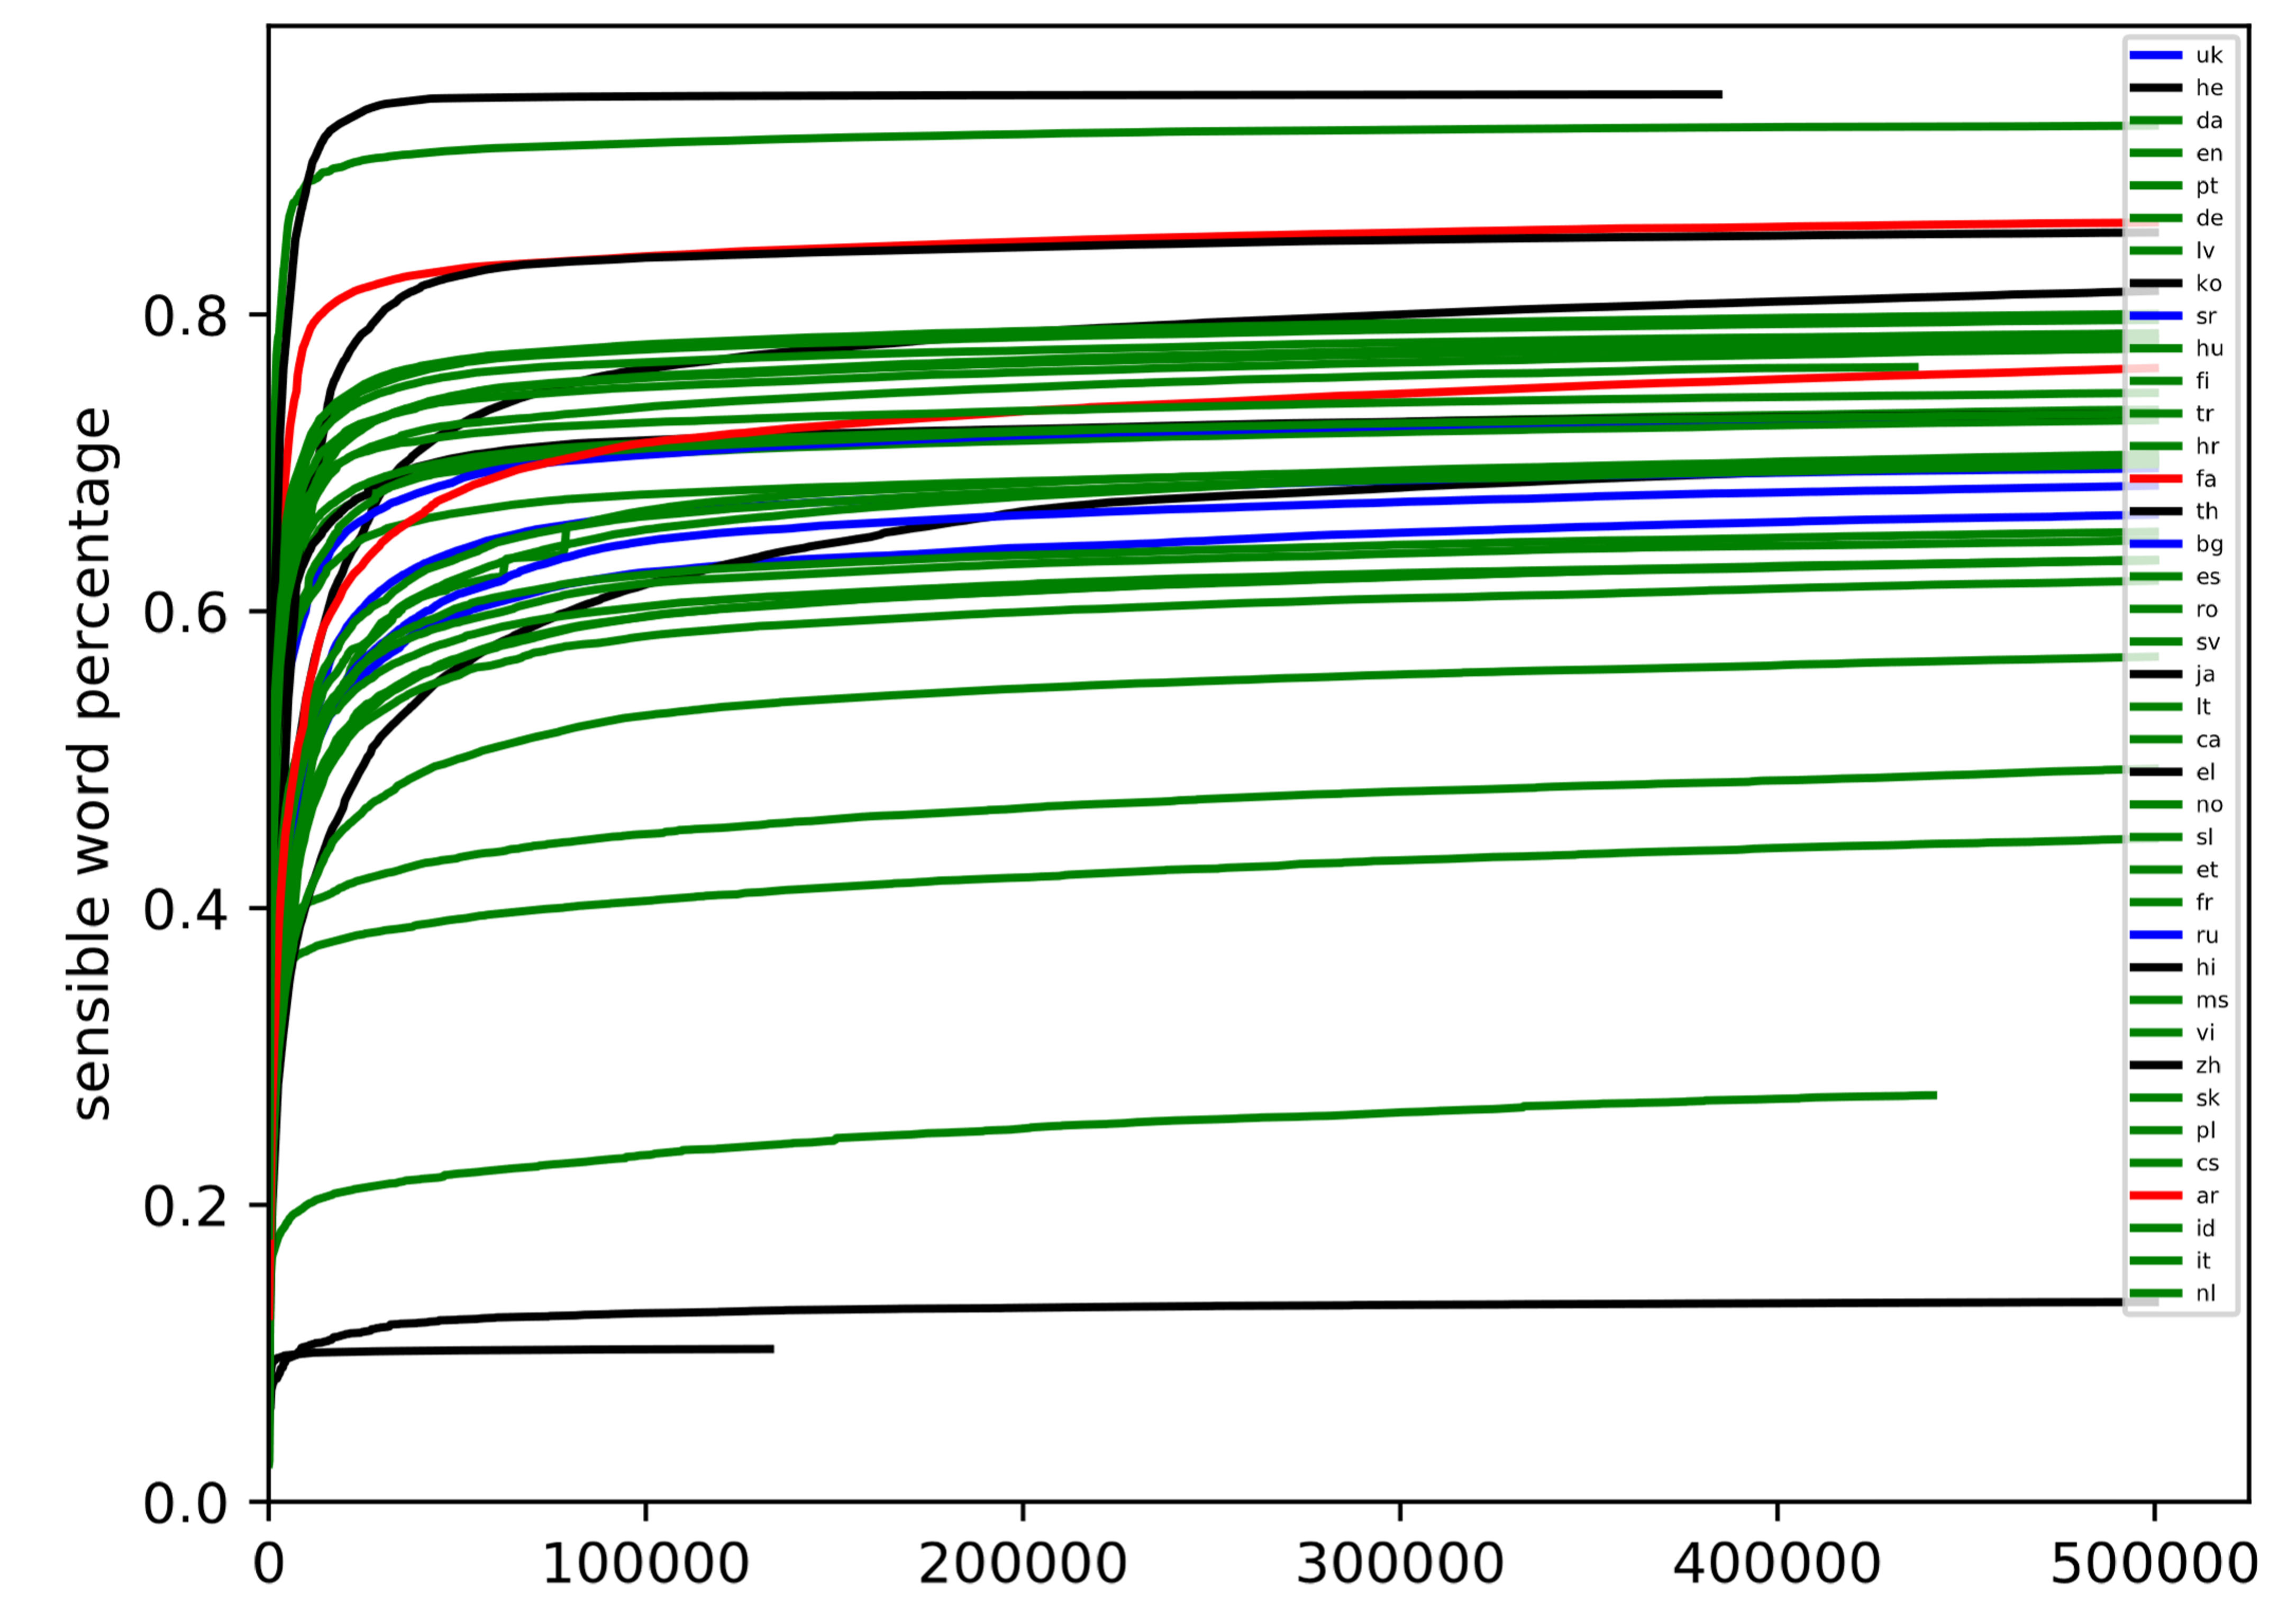 sensible word percentage
0.8
0.6
0.4
0.2
0.0
0
100000
200000
300000
400000
500000
uk
he
da
en
pt
de
lv
ko
sr
hu
fi
tr
hr
fa
th
bg
es
ro
sv
ja
lt
ca
el
no
sl
et
fr
ru
hi
ms
vi
zh
sk
pl
cs
ar
id
it
nl